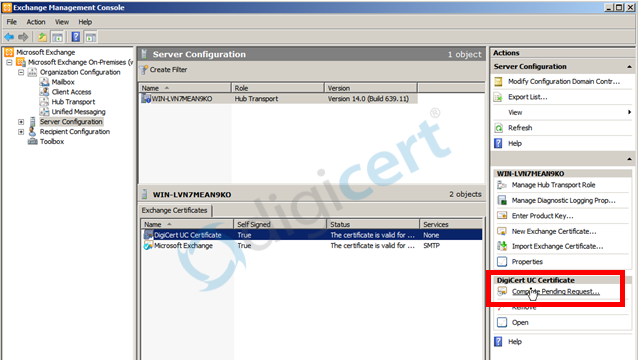 Exchange Management Console
File Action View Help
Microsoft Exchange
Microsoft Exchange On-Premises (w
Organization Configuration
Mailbox
Client Access
Hub Transport
Unified Messaging
Server Configuration
Recipient Configuration
Toolbox
Server Configuration 1 object
Create Filter
Name Role Version
WIN-LVN7MEAN9KO Hub Transport Version 14.0 (Build 639.11)
WIN-LVN7MEAN9KO 2 objects
Exchange Certificates
Name Self Signed Status Services
DigiCert UC Certificate True The certificate is valid for ... None
Microsoft Exchange True The certificate is valid for ... SMTP
digicert
Actions
Server Configuration
Modify Configuration Domain Contr...
Export List...
View
Refresh
Help
WIN-LVN7MEAN9KO
Manage Hub Transport Role
Manage Diagnostic Logging Prop...
Enter Product Key...
New Exchange Certificate...
Import Exchange Certificate...
Properties
DigiCert UC Certificate
Complete Pending Request...
Remove
Open
Help